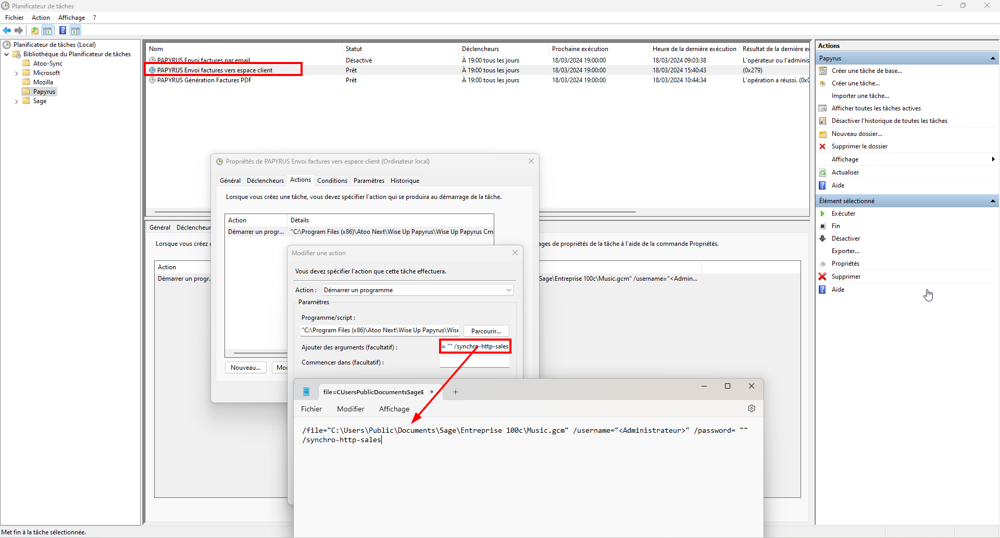 Planificateur de tâches
Fichier Action Affichage ?
Planificateur de tâches (Local)
Bibliothèque du Planificateur de tâches
Atoo-Sync
Microsoft
Mozilla
Papyrus
Sage
Nom Statut Déclencheurs Prochaine exécution Heure de la dernière exécution Résultat de la dernière ex
PAPYRUS Envoi factures par email Désactivé À 19:00 tous les jours 18/03/2024 19:00:00 18/03/2024 09:03:38 L'opérateur ou l'adminis
PAPYRUS Envoi factures vers espace client Prêt À 19:00 tous les jours 18/03/2024 19:00:00 18/03/2024 15:40:43 (0x279)
PAPYRUS Génération Factures PDF Prêt À 19:00 tous les jours 18/03/2024 19:00:00 18/03/2024 10:44:34 L'opération a réussi. (0x0
Général Déclencheur
Lorsque vous créez
ages de propriétés de la tâche à l'aide de la commande Propriétés.
Action
Démarrer un progr.
Sage\Entreprise 100c\Music.gcm" /username="<Admin...
Propriétés de PAPYRUS Envoi factures vers espace client (Ordinateur local)
Général Déclencheurs Actions Conditions Paramètres Historique
Lorsque vous créez une tâche, vous devez spécifier l'action qui se produira au démarrage de la tâche.
Action Détails
Démarrer un progr... "C:\Program Files (x86)\Atoo Next\Wise Up Papyrus\Wise Up Papyrus Cm
Nouveau... Mod
Modifier une action
Vous devez spécifier l'action que cette tâche effectuera.
Action : Démarrer un programme
Paramètres
Programme/script :
"C:\Program Files (x86)\Atoo Next\Wise Up Papyrus\Wise Parcourir...
Ajouter des arguments (facultatif) : = "" /synchro-http-sales
Commencer dans (facultatif) :
file=CUsersPublicDocumentsSageE
Fichier Modifier Affichage
/file="C:\Users\Public\Documents\Sage\Entreprise 100c\Music.gcm" /username="<Administrateur>" /password= ""
/synchro-http-sales
Actions
Papyrus
Créer une tâche de base...
Créer une tâche...
Importer une tâche...
Afficher toutes les tâches actives
Désactiver l'historique de toutes les tâches
Nouveau dossier...
Supprimer le dossier
Affichage
Actualiser
Aide
Élément sélectionné
Exécuter
Fin
Désactiver
Exporter...
Propriétés
Supprimer
Aide
Met fin à la tâche sélectionnée.